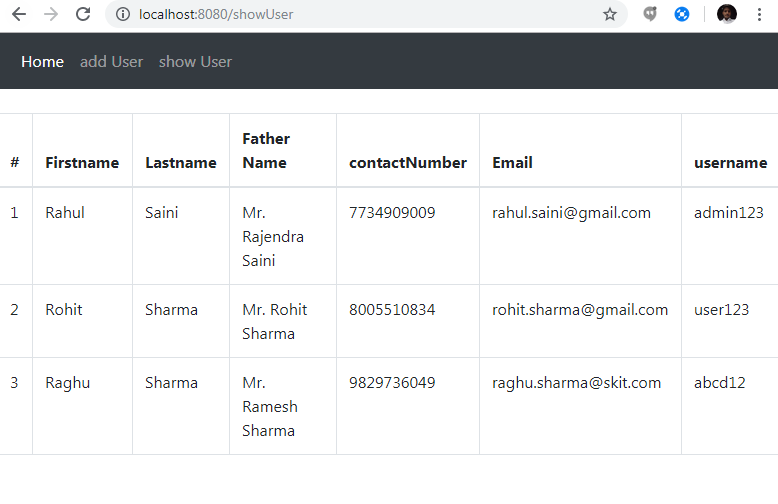 localhost:8080/showUser
Home add User show User
# Firstname Lastname Father Name contactNumber Email username
1 Rahul Saini Mr. Rajendra Saini 7734909009 rahul.saini@gmail.com admin123
2 Rohit Sharma Mr. Rohit Sharma 8005510834 rohit.sharma@gmail.com user123
3 Raghu Sharma Mr. Ramesh Sharma 9829736049 raghu.sharma@skit.com abcd12